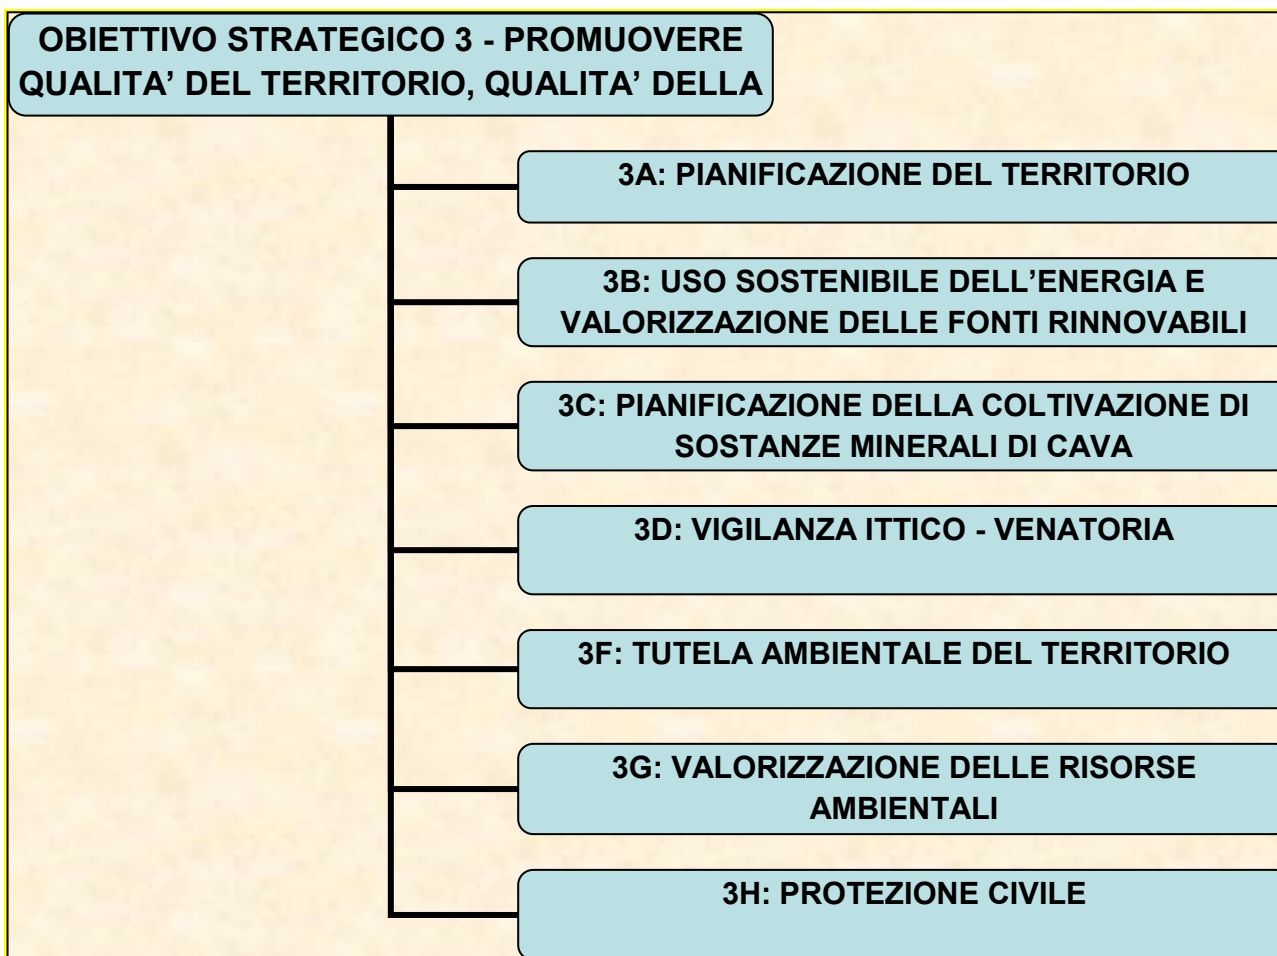 OBIETTIVO STRATEGICO 3 - PROMUOVERE
QUALITA’ DEL TERRITORIO, QUALITA’ DELLA
3A: PIANIFICAZIONE DEL TERRITORIO
3B: USO SOSTENIBILE DELL’ENERGIA E
VALORIZZAZIONE DELLE FONTI RINNOVABILI
3C: PIANIFICAZIONE DELLA COLTIVAZIONE DI
SOSTANZE MINERALI DI CAVA
3D: VIGILANZA ITTICO - VENATORIA
3F: TUTELA AMBIENTALE DEL TERRITORIO
3G: VALORIZZAZIONE DELLE RISORSE
AMBIENTALI
3H: PROTEZIONE CIVILE